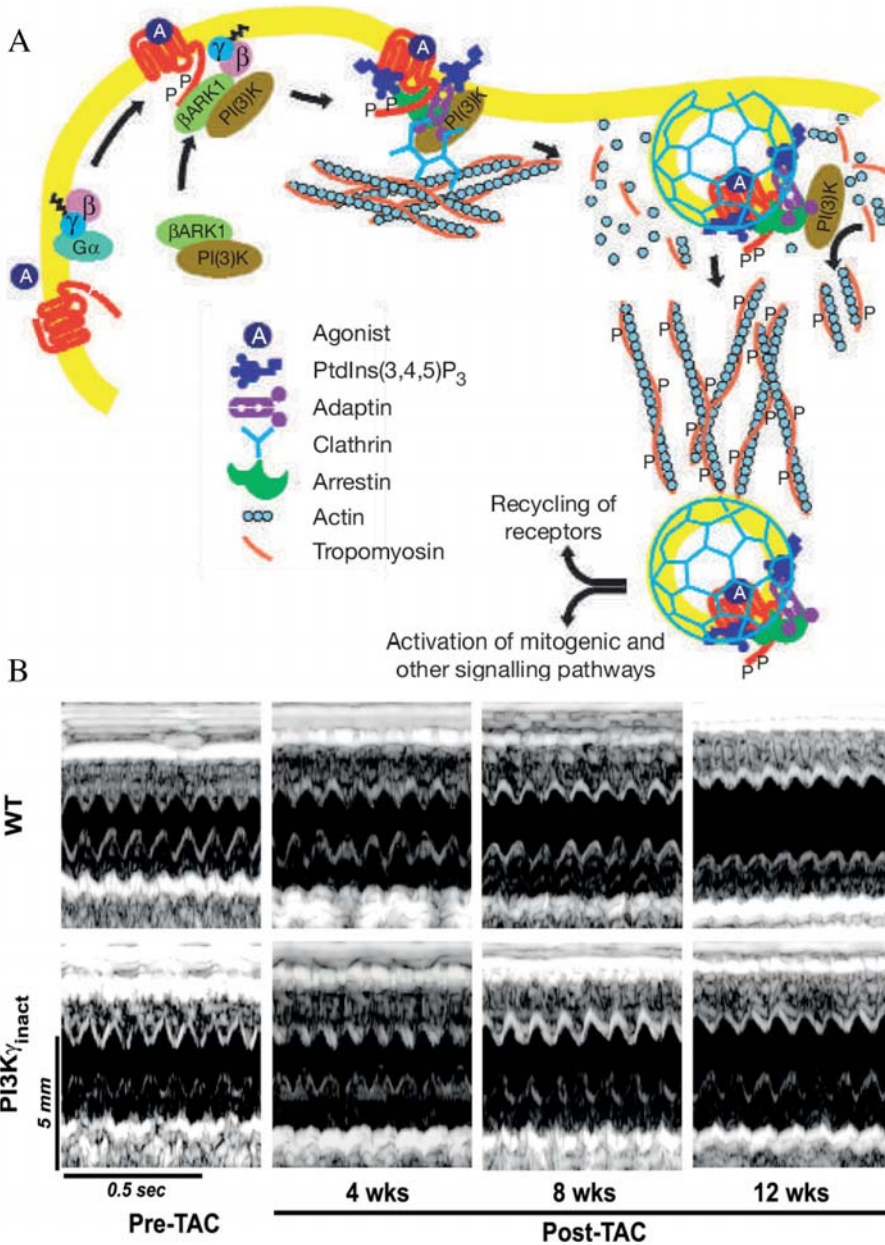 A
A
γ
β
P
P
βARK1
PI(3)K
A
P
P
PI(3)K
β
γ
Gα
A
βARK1
PI(3)K
A
PI(3)K
PP
A Agonist
PtdIns(3,4,5)P3
Adaptin
Clathrin
Arrestin
Actin
Tropomyosin
P
P
P
P
P
P
P
P
P
P
P
P
P
Recycling of
receptors
A
PP
Activation of mitogenic and
other signalling pathways
B
WT
PI3Kγinact
5 mm
0.5 sec
4 wks
8 wks
12 wks
Pre-TAC
Post-TAC